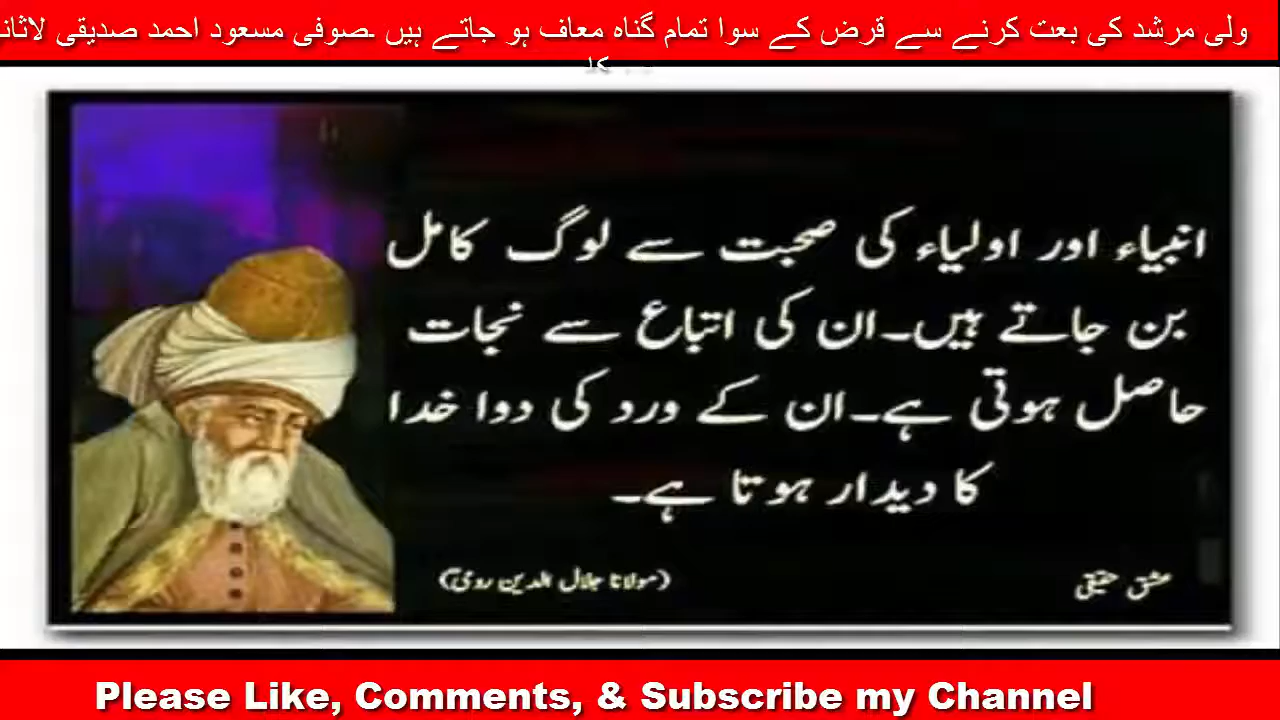 ولی مرشد کی بعت کرنے سے قرض کے سوا تمام گناہ معاف ہو جاتے ہیں ۔صوفی مسعود احمد صدیقی لاثانی
انبیاء اور اولیاء کی صحبت سے لوگ کامل
بن جاتے ہیں۔ان کی اتباع سے نجات
حاصل ہوتی ہے۔ان کے ورد کی دوا خدا
کا دیدار ہوتا ہے۔
(مولانا جلال الدین رومی)
عشق حقیقی
Please Like, Comments, & Subscribe my Channel